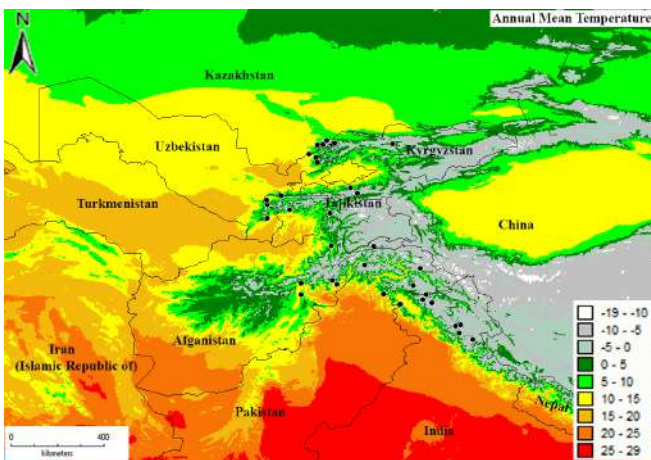 N
Annual Mean Temperature
Kazakhstan
Uzbekistan
Kyrgyzstan
Turkmenistan
Tajikistan
China
Iran
(Islamic Republic of)
Afganistan
Pakistan
India
Nepal
-19 - -10
-10 - -5
-5 - 0
0 - 5
5 - 10
10 - 15
15 - 20
20 - 25
25 - 29
0 400
kilometers